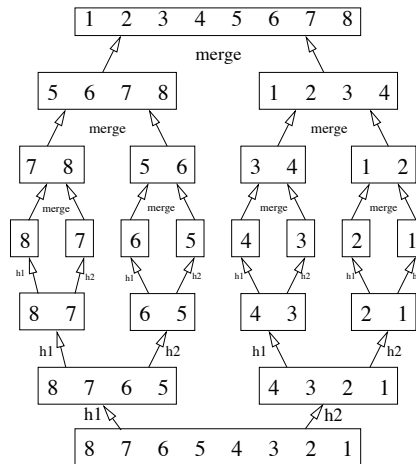 1 2 3 4 5 6 7 8
merge
5 6 7 8 1 2 3 4
merge merge
7 8 5 6 3 4 1 2
merge merge merge merge
8 7 6 5 4 3 2 1
h1 h2 h1 h2 h1 h2 h1
8 7 6 5 4 3 2 1
h1 h2 h1 h2
8 7 6 5 4 3 2 1
h1 h2
8 7 6 5 4 3 2 1